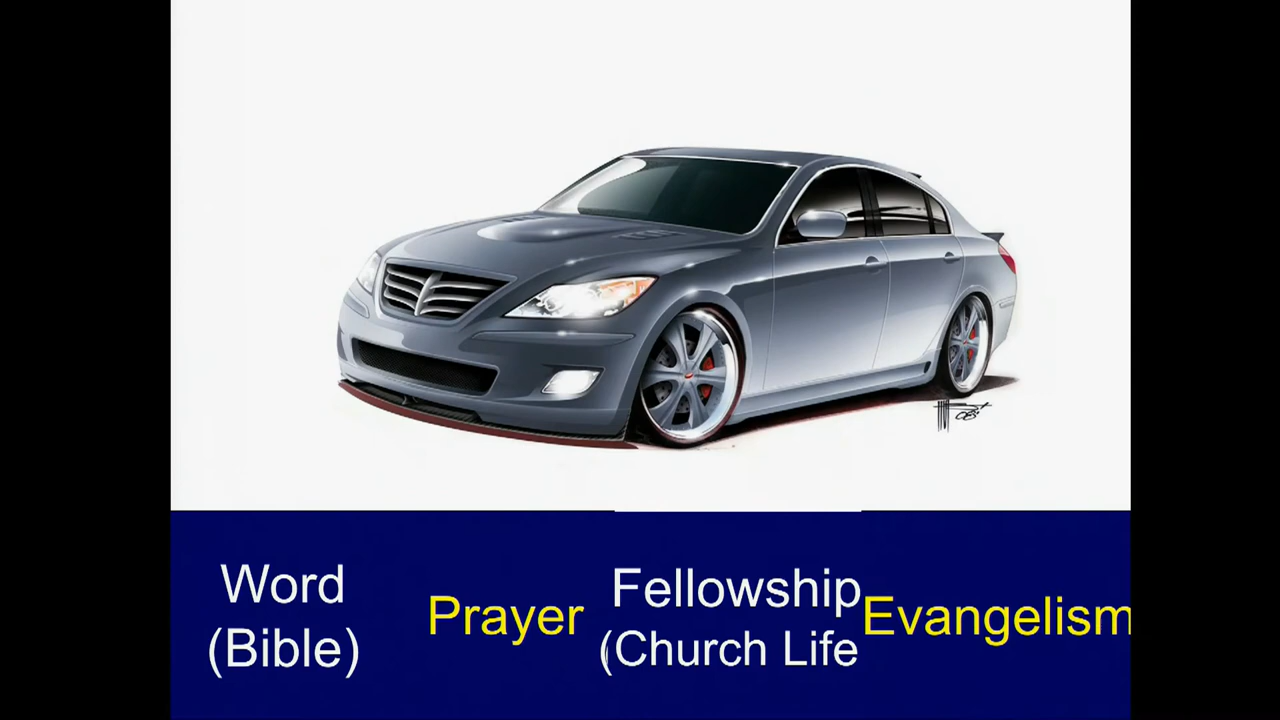 Word
(Bible)
Prayer
Fellowship
(Church Life
Evangelism